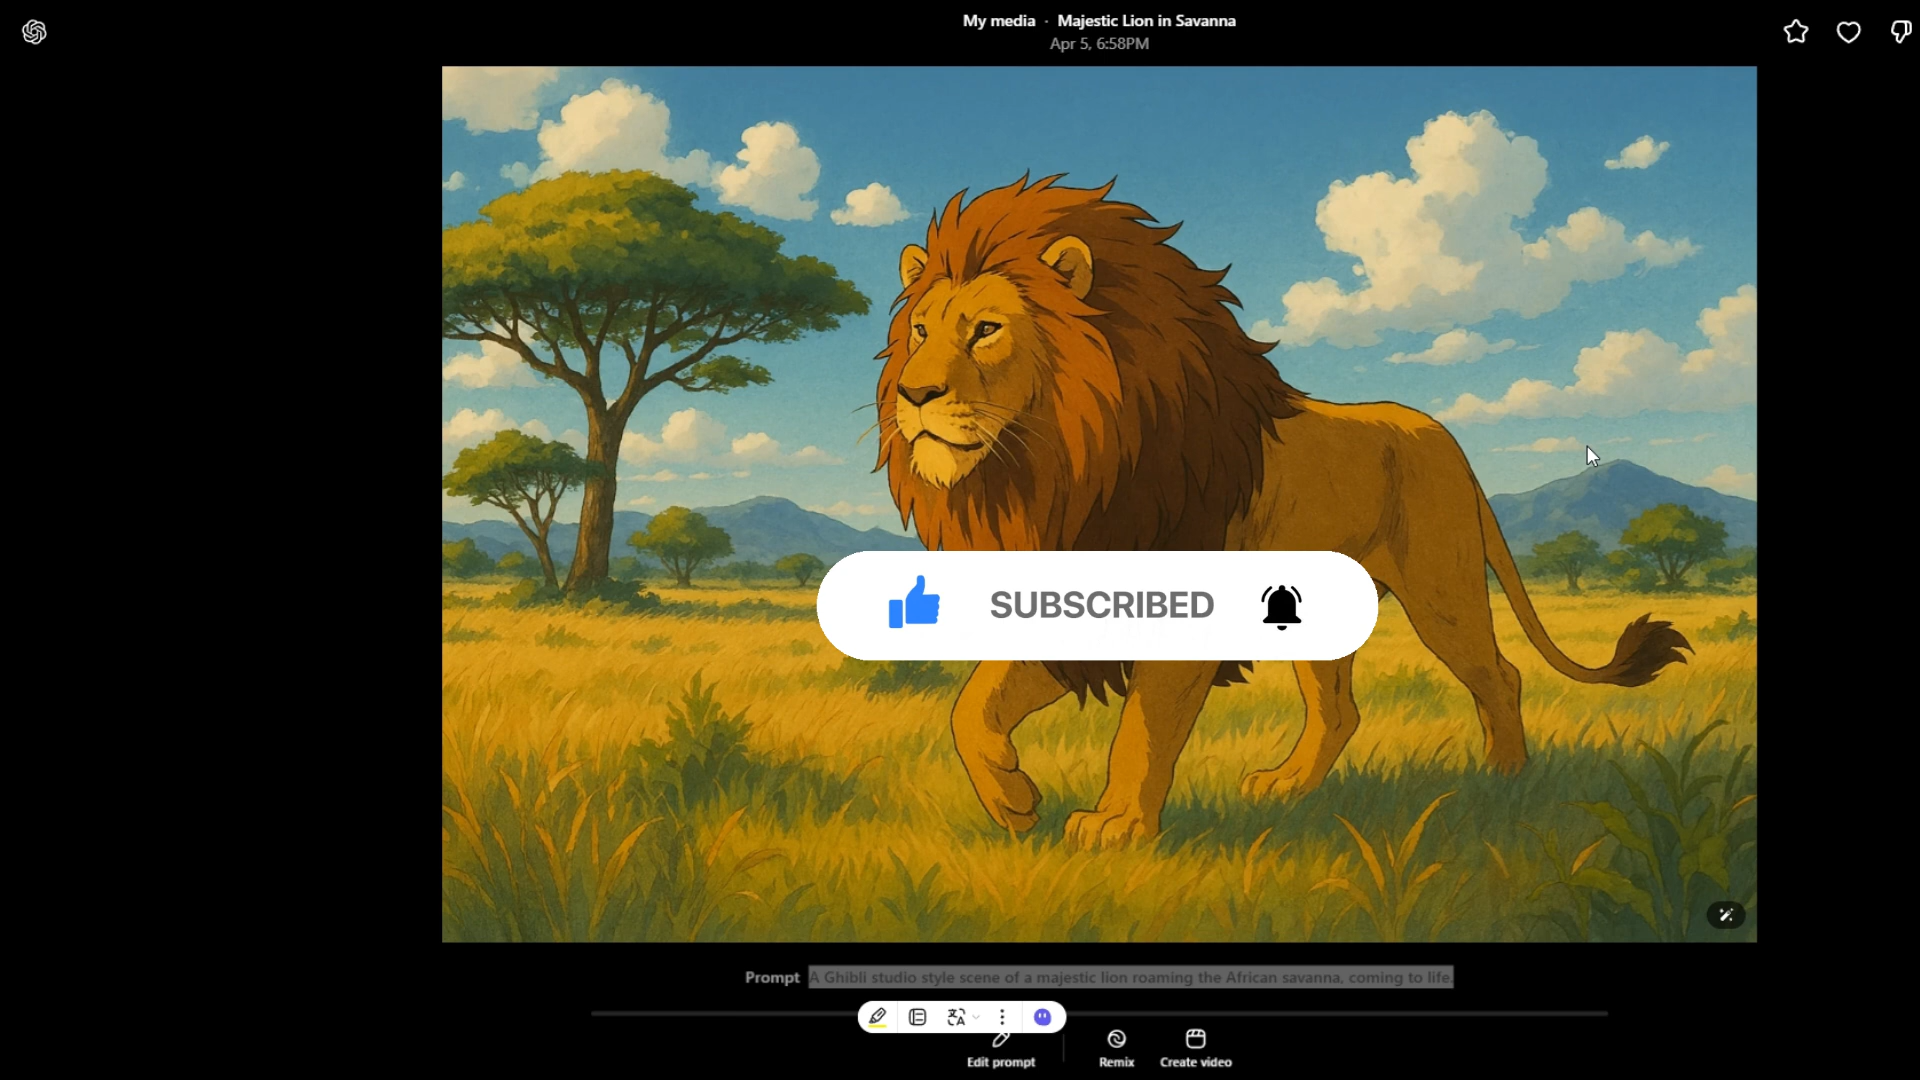 My media · Majestic Lion in Savanna
Apr 5, 6:58PM
SUBSCRIBED
Prompt A Ghibli studio style scene of a majestic lion roaming the African savanna, coming to life.
Edit prompt
Remix
Create video